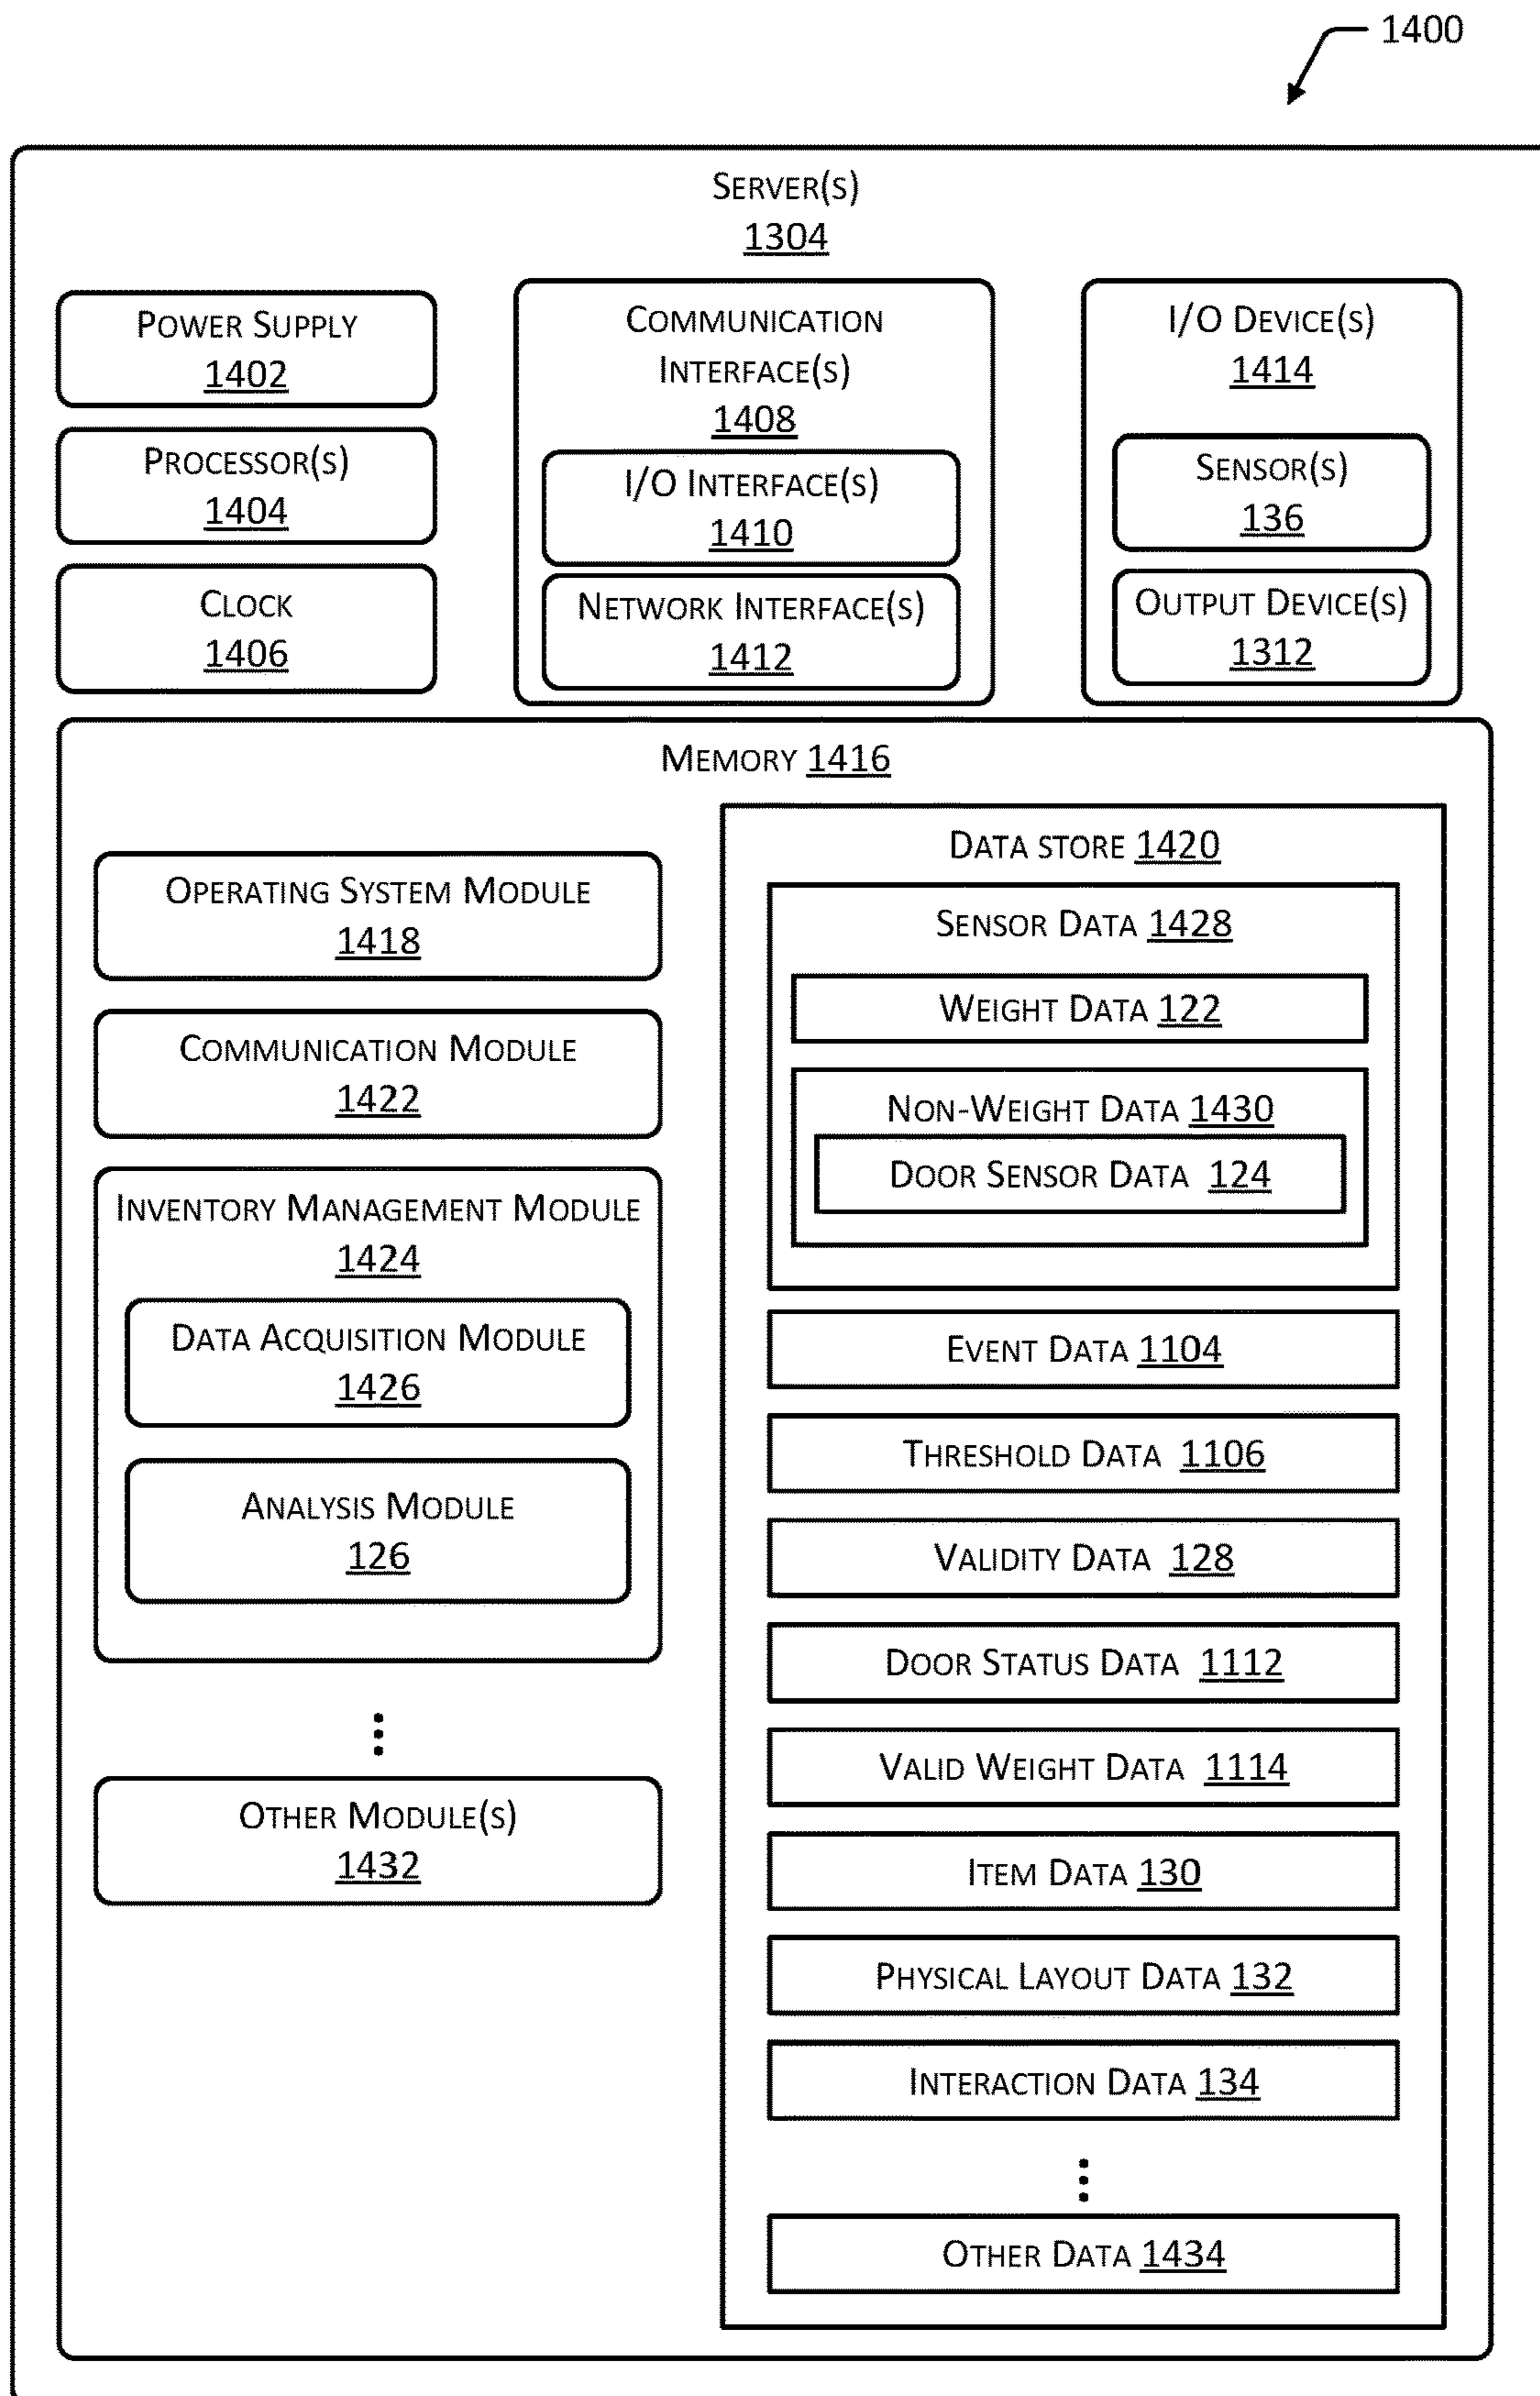 1400
SERVER(S)
1304
POWER SUPPLY
1402
PROCESSOR(S)
1404
CLOCK
1406
COMMUNICATION
INTERFACE(S)
1408
I/O INTERFACE(S)
1410
NETWORK INTERFACE(S)
1412
I/O DEVICE(S)
1414
SENSOR(S)
136
OUTPUT DEVICE(S)
1312
MEMORY 1416
OPERATING SYSTEM MODULE
1418
COMMUNICATION MODULE
1422
INVENTORY MANAGEMENT MODULE
1424
DATA ACQUISITION MODULE
1426
ANALYSIS MODULE
126
OTHER MODULE(S)
1432
DATA STORE 1420
SENSOR DATA 1428
WEIGHT DATA 122
NON-WEIGHT DATA 1430
DOOR SENSOR DATA 124
EVENT DATA 1104
THRESHOLD DATA 1106
VALIDITY DATA 128
DOOR STATUS DATA 1112
VALID WEIGHT DATA 1114
ITEM DATA 130
PHYSICAL LAYOUT DATA 132
INTERACTION DATA 134
OTHER DATA 1434